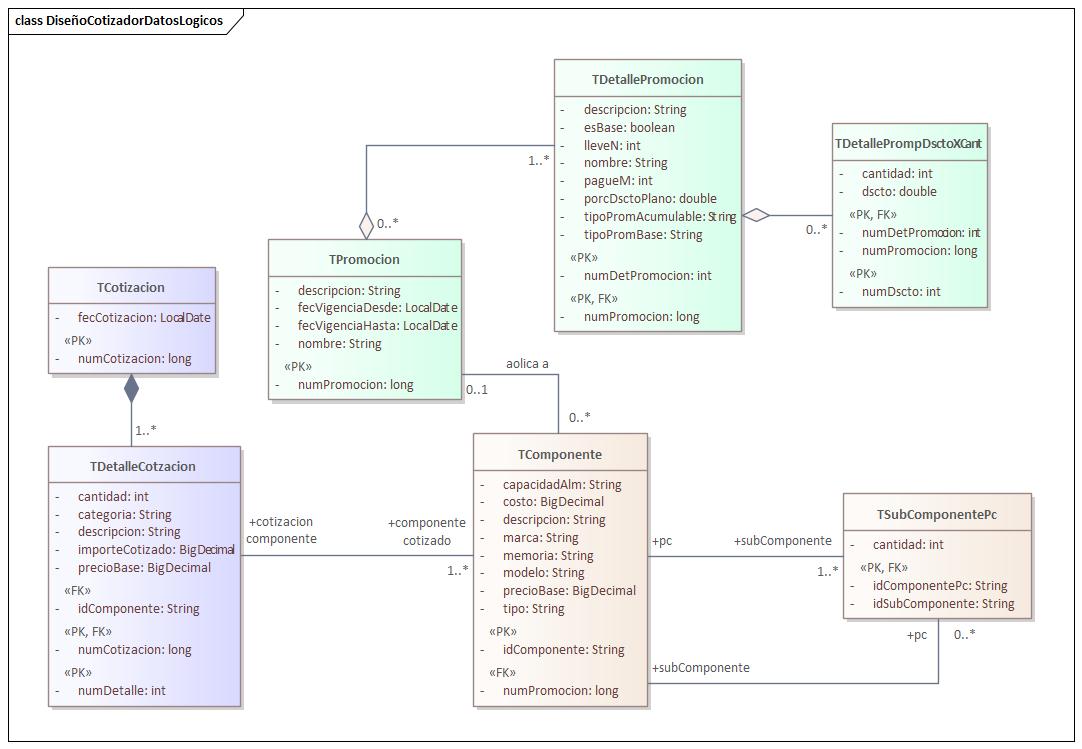 class DiseñoCotizadorDatosLogicos
TDetallePromocion
- descripcion: String
- esBase: boolean
- lleveN: int
- nombre: String
- pagueM: int
- porcDsctoPlano: double
- tipoPromAcumulable: String
- tipoPromBase: String
«PK»
- numDetPromocion: int
«PK, FK»
- numPromocion: long
1..*
0..*
TDetallePrompDsctoXCant
- cantidad: int
- dscto: double
«PK, FK»
- numDetPromocion: int
- numPromocion: long
«PK»
- numDscto: int
0..*
TPromocion
- descripcion: String
- fecVigenciaDesde: LocalDate
- fecVigenciaHasta: LocalDate
- nombre: String
«PK»
- numPromocion: long
TCotizacion
- fecCotizacion: LocalDate
«PK»
- numCotizacion: long
1..*
aolica a
0..1
0..*
TDetalleCotzacion
- cantidad: int
- categoria: String
- descripcion: String
- importeCotizado: BigDecimal
- precioBase: BigDecimal
«FK»
- idComponente: String
«PK, FK»
- numCotizacion: long
«PK»
- numDetalle: int
+cotizacion
componente
+componente
cotizado
1..*
TComponente
- capacidadAlm: String
- costo: BigDecimal
- descripcion: String
- marca: String
- memoria: String
- modelo: String
- precioBase: BigDecimal
- tipo: String
«PK»
- idComponente: String
«FK»
- numPromocion: long
+pc
+subComponente
1..*
TSubComponentePc
- cantidad: int
«PK, FK»
- idComponentePc: String
- idSubComponente: String
+pc
0..*
+subComponente